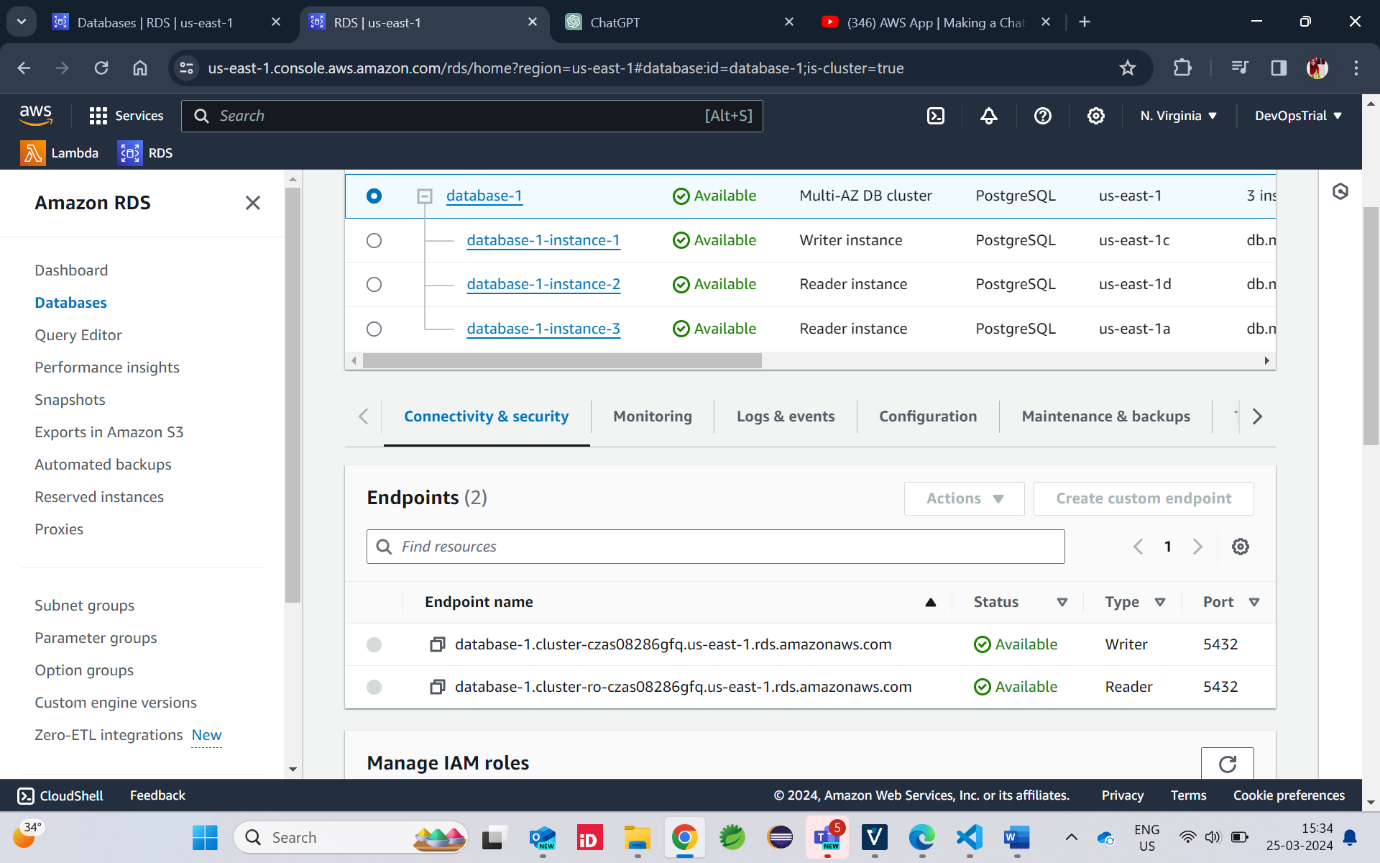 Databases | RDS | us-east-1
RDS | us-east-1
ChatGPT
(346) AWS App | Making a Chat
us-east-1.console.aws.amazon.com/rds/home?region=us-east-1#database:id=database-1;is-cluster=true
aws
Services
Search
[Alt+S]
N. Virginia
DevOpsTrial
Lambda
RDS
Amazon RDS
Dashboard
Databases
Query Editor
Performance insights
Snapshots
Exports in Amazon S3
Automated backups
Reserved instances
Proxies
Subnet groups
Parameter groups
Option groups
Custom engine versions
Zero-ETL integrations New
database-1 Available Multi-AZ DB cluster PostgreSQL us-east-1 3 ins
database-1-instance-1 Available Writer instance PostgreSQL us-east-1c db.m
database-1-instance-2 Available Reader instance PostgreSQL us-east-1d db.m
database-1-instance-3 Available Reader instance PostgreSQL us-east-1a db.m
Connectivity & security Monitoring Logs & events Configuration Maintenance & backups
Endpoints (2)
Actions
Create custom endpoint
Find resources
1
Endpoint name Status Type Port
database-1.cluster-czas08286gfq.us-east-1.rds.amazonaws.com Available Writer 5432
database-1.cluster-ro-czas08286gfq.us-east-1.rds.amazonaws.com Available Reader 5432
Manage IAM roles
CloudShell
Feedback
© 2024, Amazon Web Services, Inc. or its affiliates.
Privacy
Terms
Cookie preferences
34°
Search
NEW
iD
5
NEW
V
W
ENG
US
15:34
25-03-2024